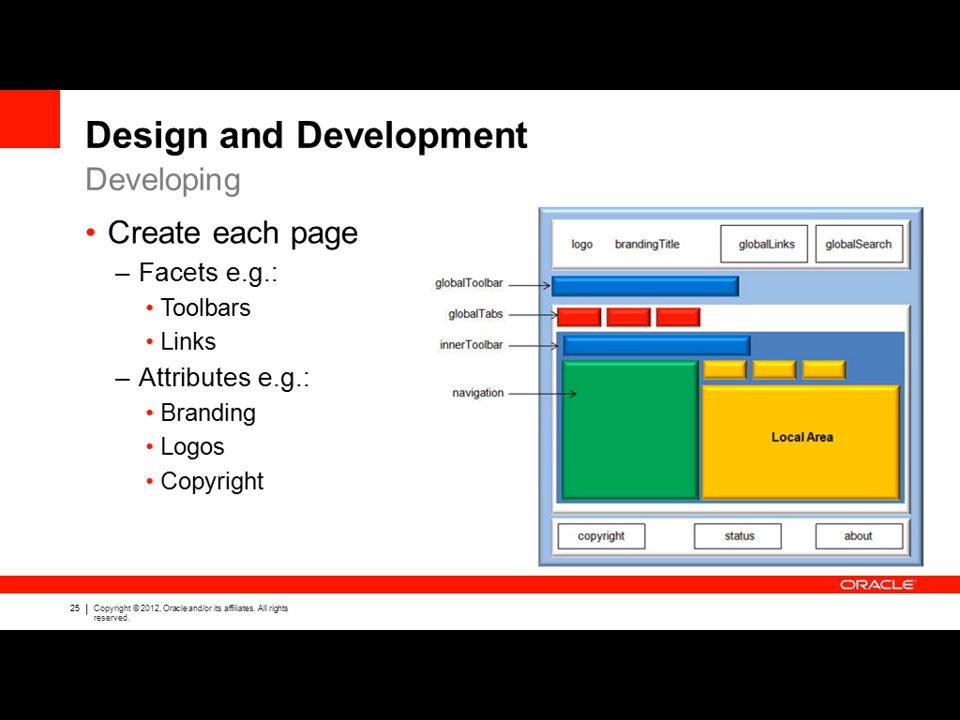 Design and Development
Developing
• Create each page
– Facets e.g.:
• Toolbars
• Links
– Attributes e.g.:
• Branding
• Logos
• Copyright
logo brandingTitle globalLinks globalSearch
globalToolbar
globalTabs
innerToolbar
navigation
Local Area
copyright status about
ORACLE
25 | Copyright © 2012, Oracle and/or its affiliates. All rights
reserved.